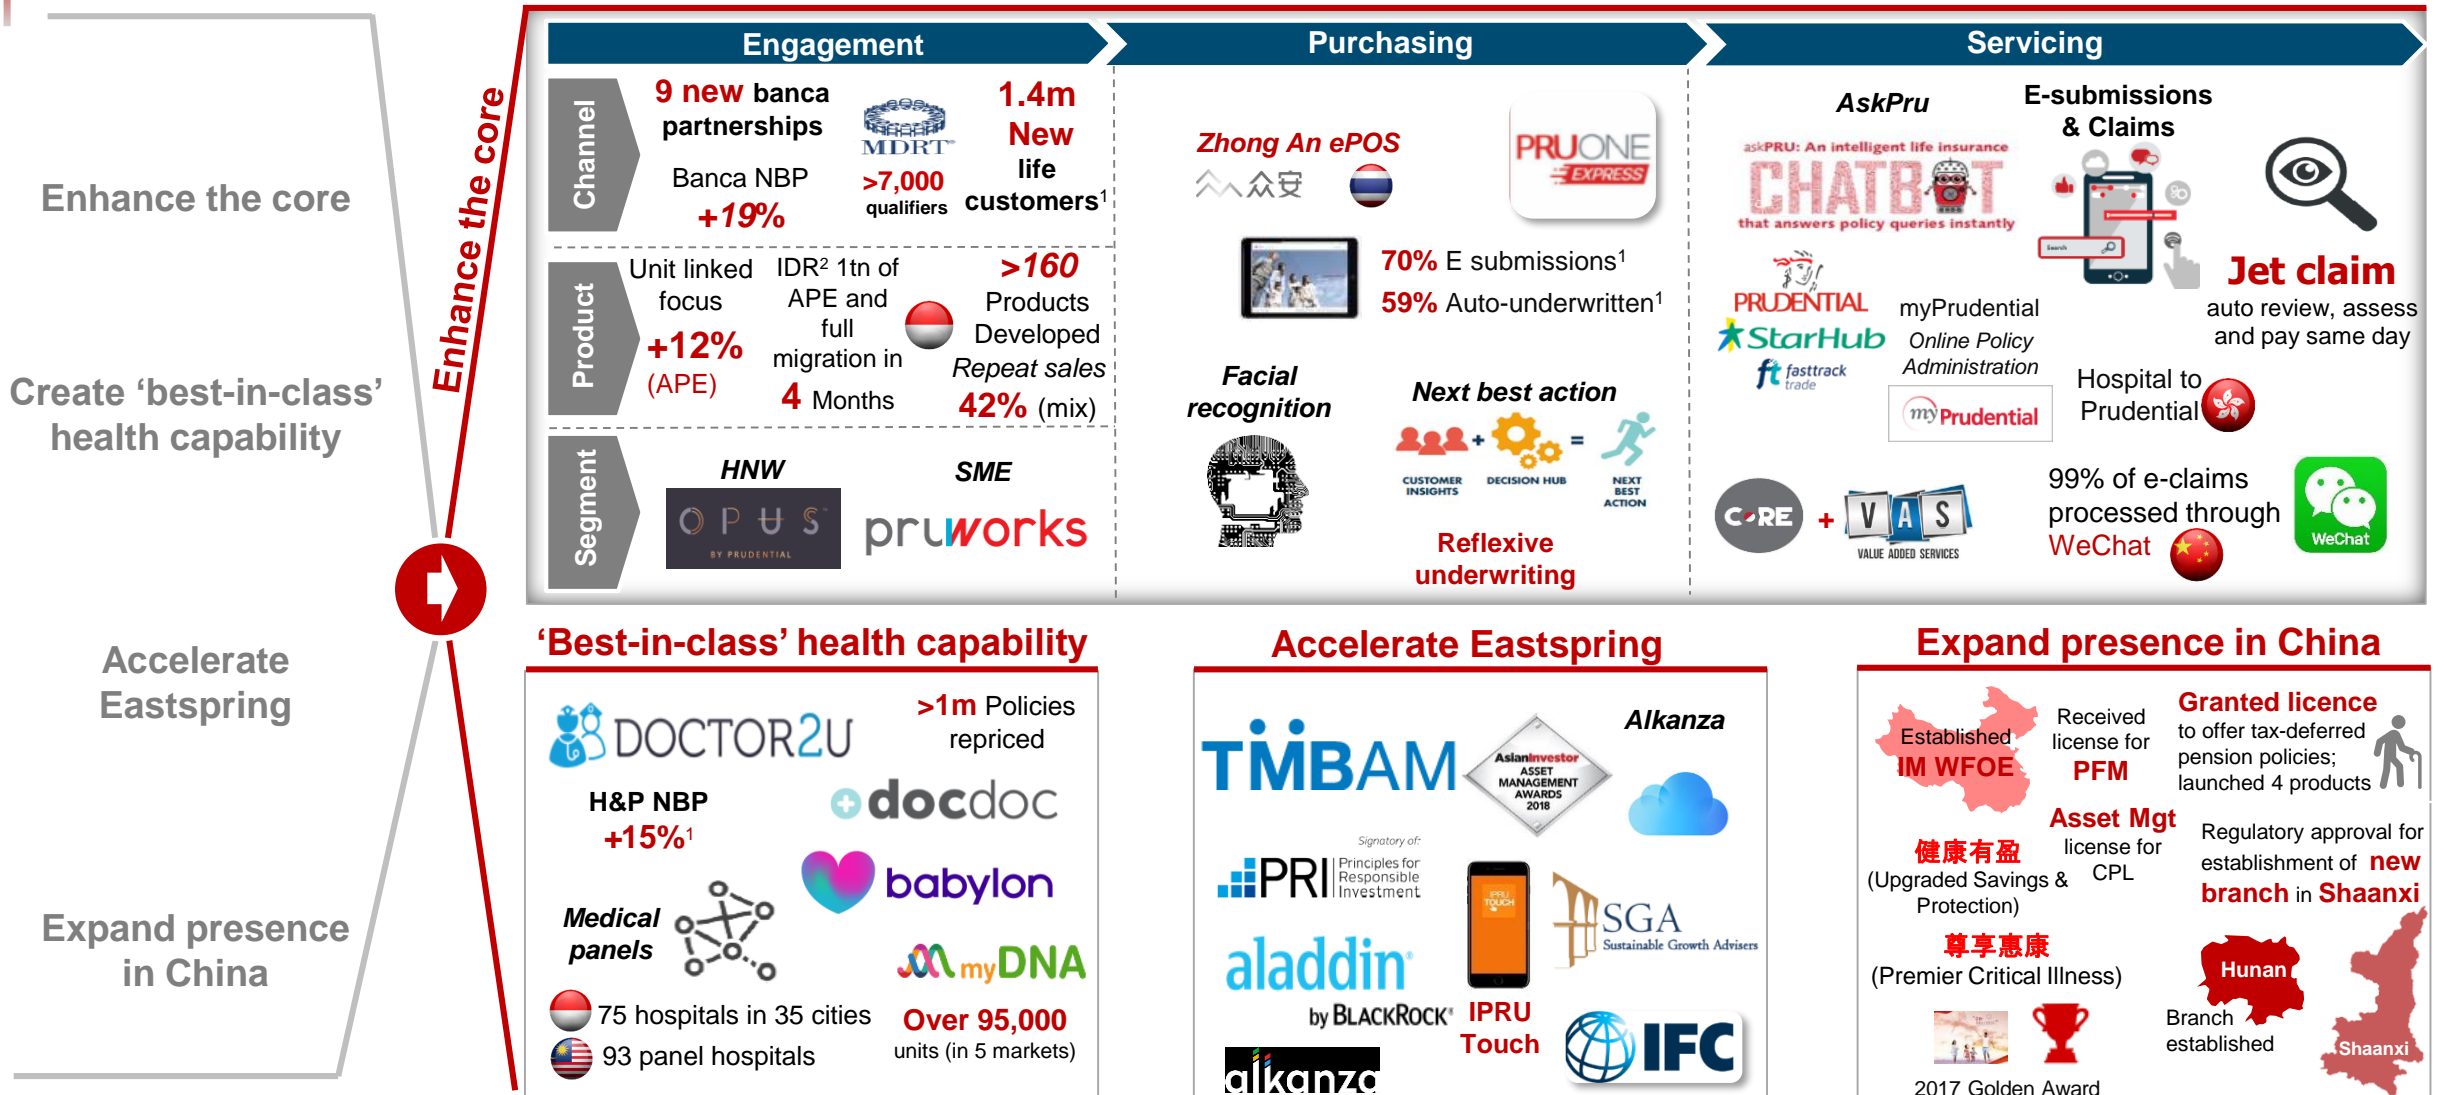 Enhance the core
Create ‘best-in-class’
health capability
Accelerate
Eastspring
Expand presence
in China
Enhance the core
Engagement
Purchasing
Servicing
Channel
9 new banca
partnerships
Banca NBP
+19%
MDRT
>7,000
qualifiers
1.4m
New
life
customers1
Product
Unit linked
focus
+12%
(APE)
IDR2 1tn of
APE and
full
migration in
4 Months
>160
Products
Developed
Repeat sales
42% (mix)
Segment
HNW
OPUS
BY PRUDENTIAL
SME
pruworks
Zhong An ePOS
众安
PRUONE
EXPRESS
70% E submissions1
59% Auto-underwritten1
Facial
recognition
Next best action
+
=
CUSTOMER
INSIGHTS
DECISION HUB
NEXT
BEST
ACTION
Reflexive
underwriting
AskPru
askPRU: An intelligent life insurance
CHATBOT
that answers policy queries instantly
E-submissions
& Claims
Search
Jet claim
auto review, assess
and pay same day
PRUDENTIAL
StarHub
ft fasttrack
trade
myPrudential
Online Policy
Administration
myPrudential
Hospital to
Prudential
CORE
+
VAS
VALUE ADDED SERVICES
99% of e-claims
processed through
WeChat
WeChat
‘Best-in-class’ health capability
DOCTOR2U
>1m Policies
repriced
H&P NBP
+15%1
docdoc
babylon
Medical
panels
myDNA
75 hospitals in 35 cities
93 panel hospitals
Over 95,000
units (in 5 markets)
Accelerate Eastspring
TMBAM
AsianInvestor
ASSET
MANAGEMENT
AWARDS
2018
Alkanza
Signatory of:
PRI
Principles for
Responsible
Investment
IPRU
TOUCH
SGA
Sustainable Growth Advisers
aladdin
by BLACKROCK
IPRU
Touch
IFC
alkanza
Expand presence in China
Established
IM WFOE
Received
license for
PFM
Granted licence
to offer tax-deferred
pension policies;
launched 4 products
Asset Mgt
license for
CPL
健康有盈
(Upgraded Savings &
Protection)
Regulatory approval for
establishment of new
branch in Shaanxi
尊享惠康
(Premier Critical Illness)
Hunan
Branch
established
Shaanxi
2017 Golden Award